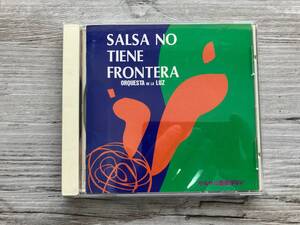 SALSA NO
TIENE
FRONTERA
ORQUESTA DE LA LUZ